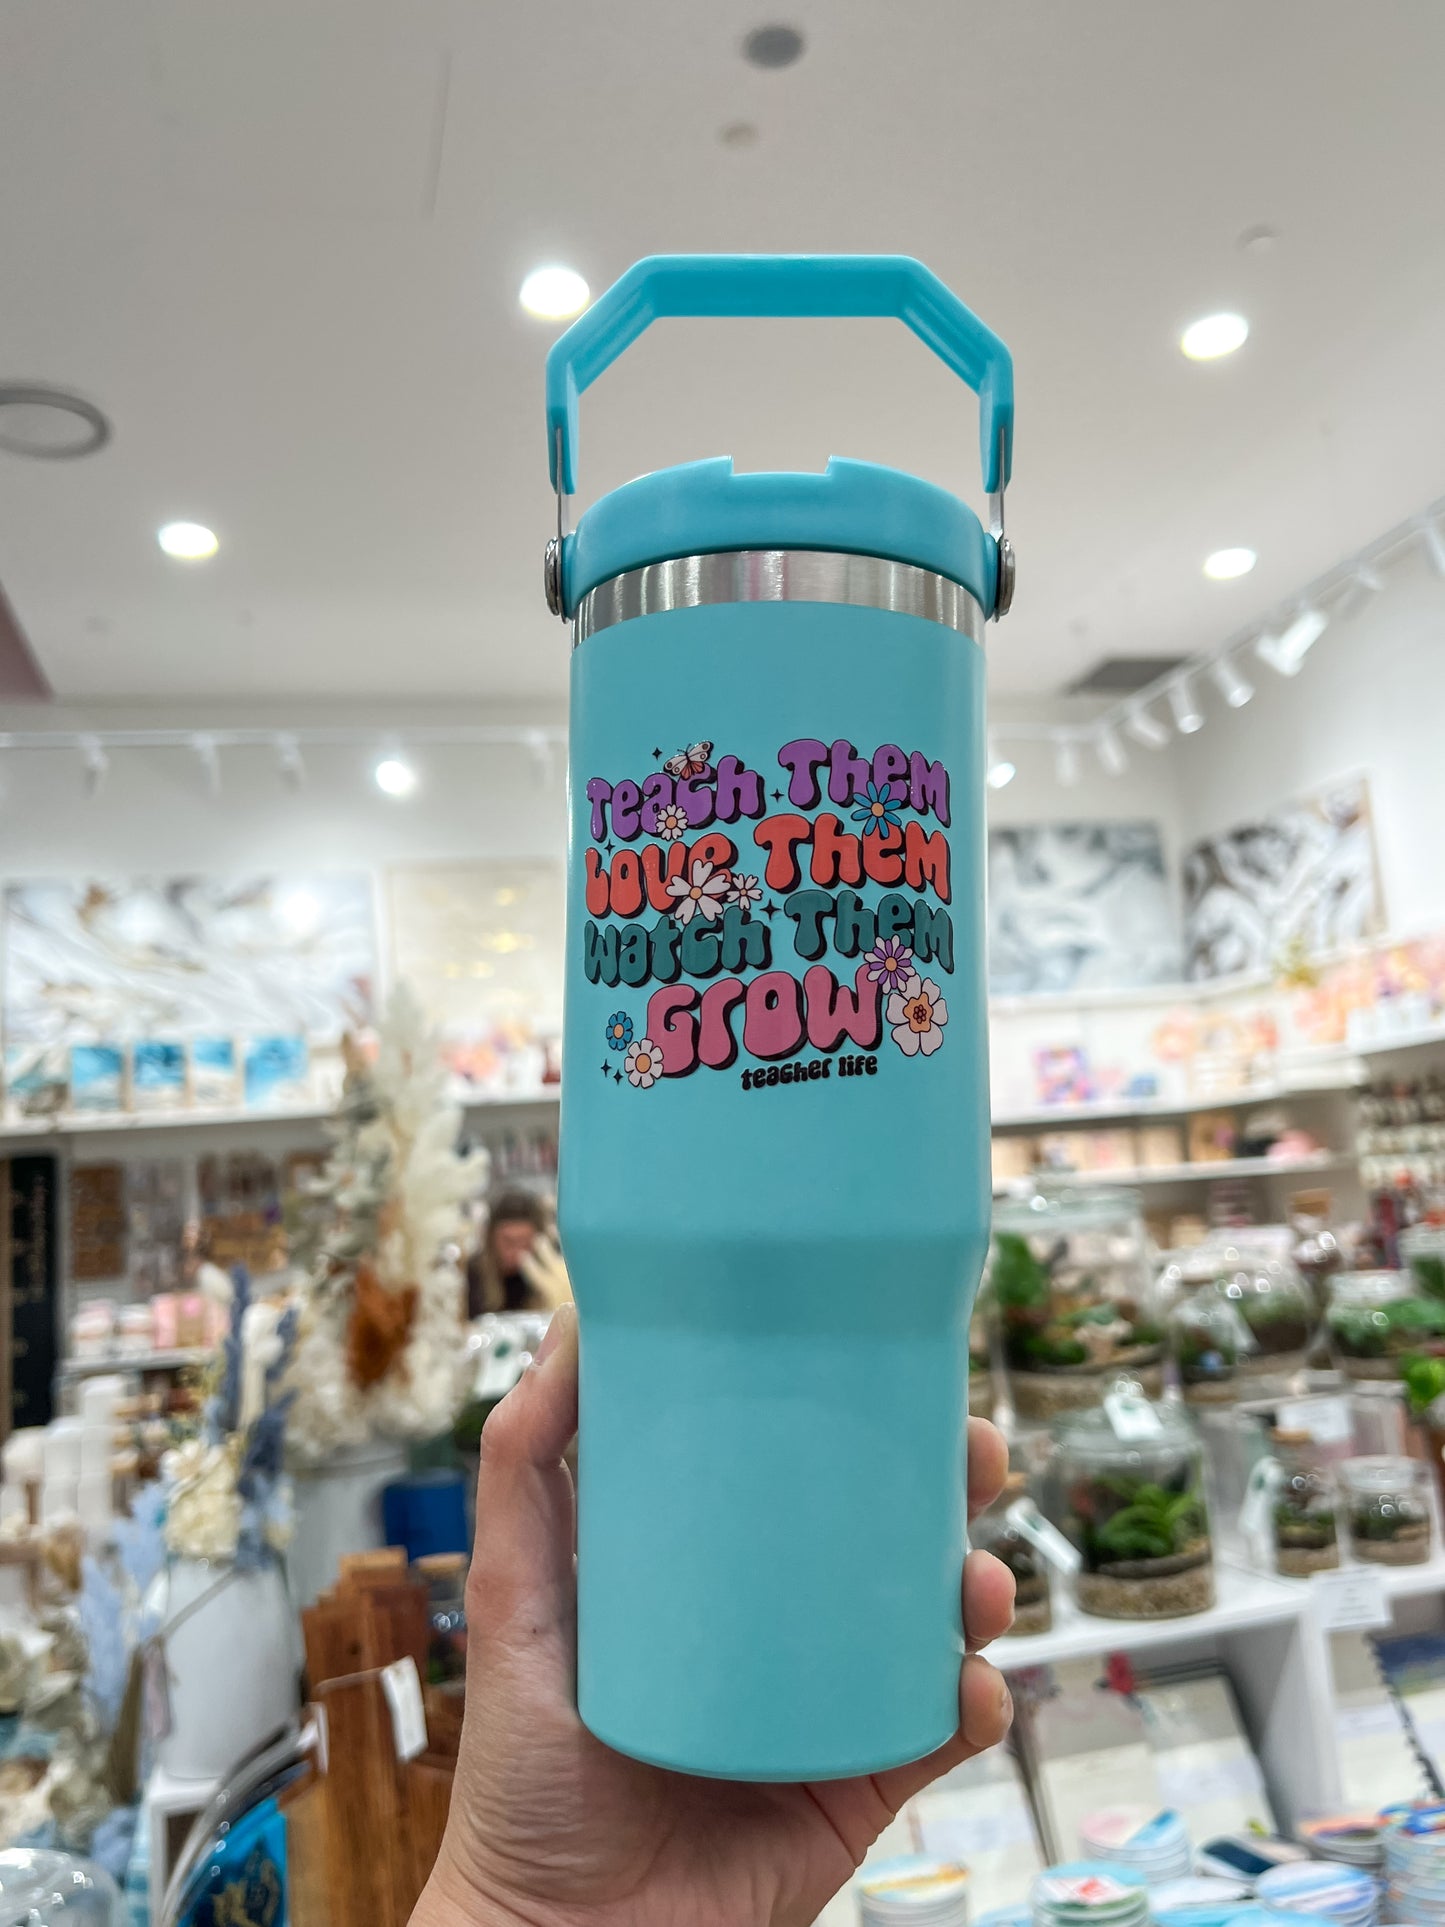 Teach Them
Love Them
Watch Them
Grow
teacher life